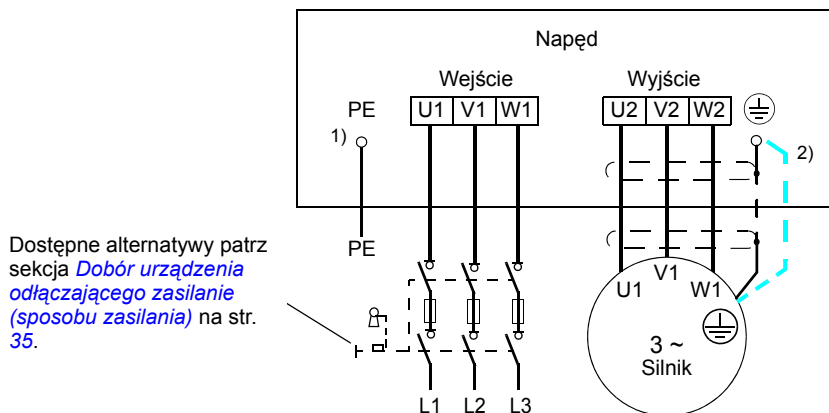 Napęd
Wejście
Wyjście
PE
U1 V1 W1
U2 V2 W2
1)
2)
PE
Dostępne alternatywy patrz
sekcja Dobór urządzenia
odłączającego zasilanie
(sposobu zasilania) na str.
35.
U1
V1
W1
3 ~
Silnik
L1
L2
L3